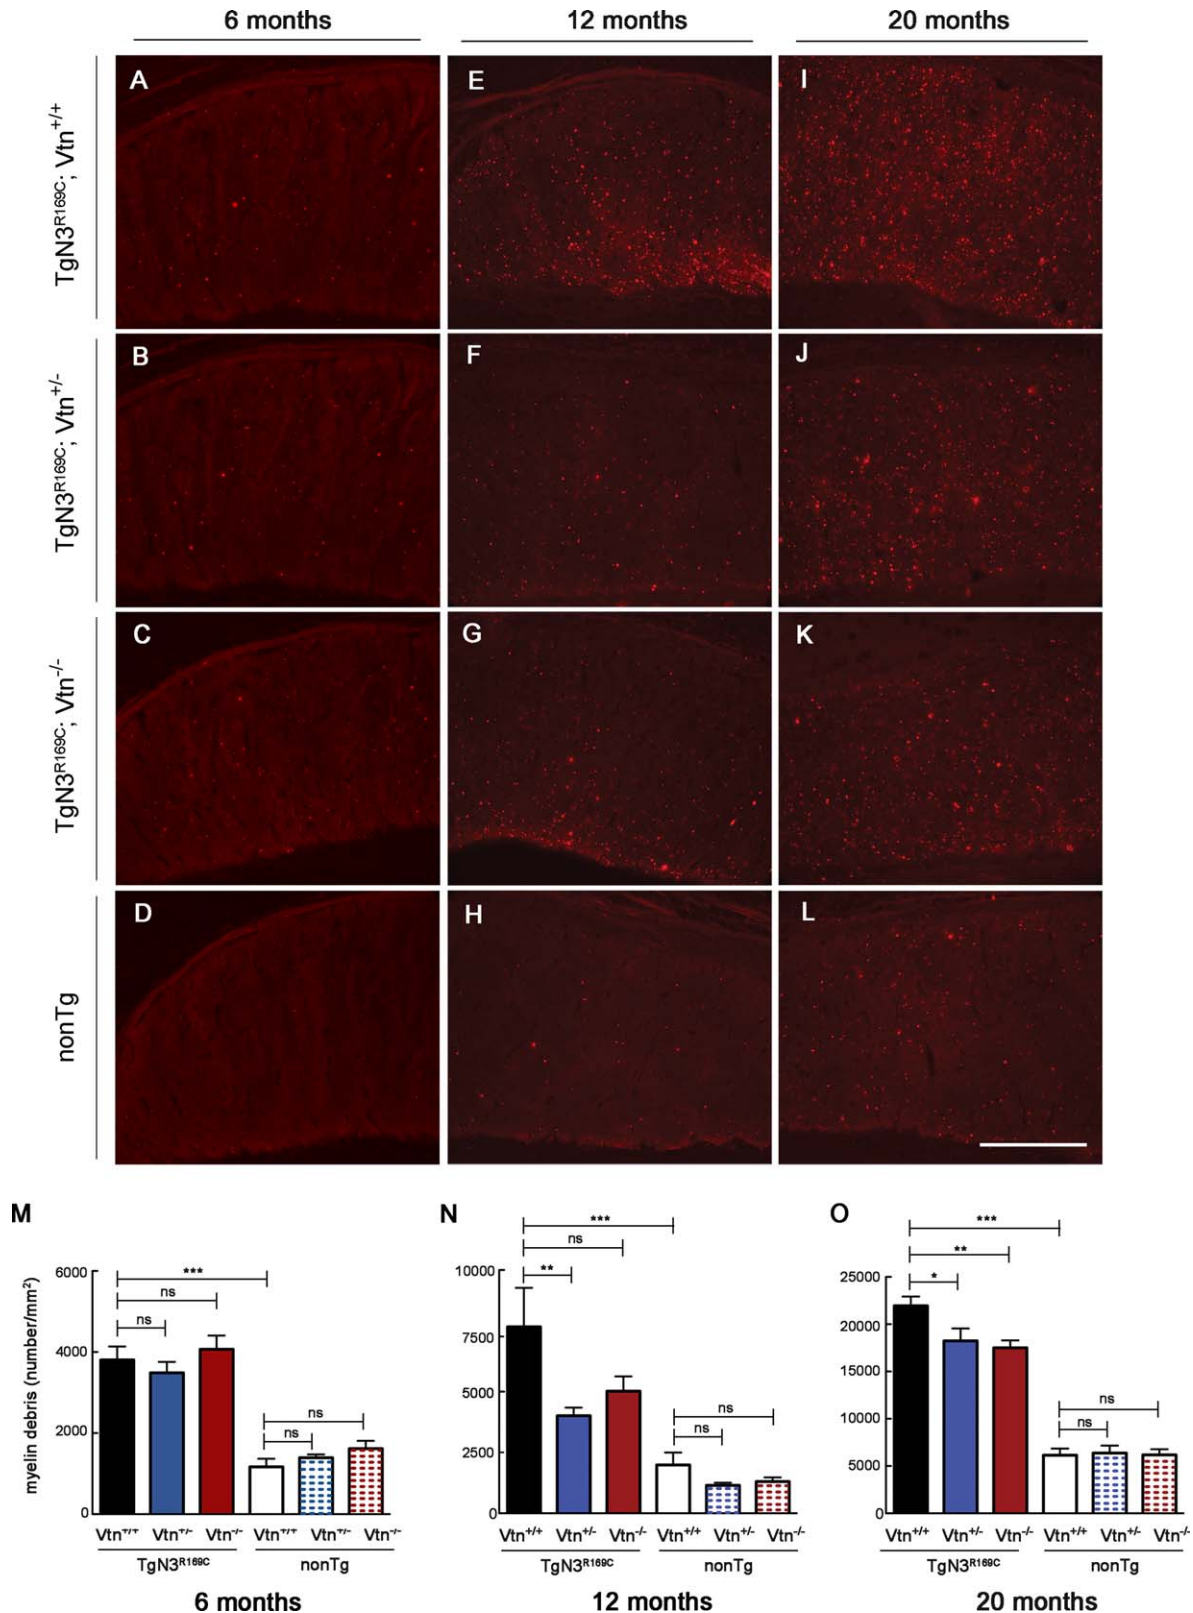 6 months 12 months 20 months
TgN3R169C; Vtn+/+
A E I
TgN3R169C; Vtn+/-
B F J
TgN3R169C; Vtn-/-
C G K
nonTg
D H L
M N O
myelin debris (number/mm2)
6000
4000
2000
0
***
ns
ns
ns
ns
Vtn+/+ Vtn+/- Vtn-/- Vtn+/+ Vtn+/- Vtn-/-
TgN3R169C nonTg
6 months
10000
7500
5000
2500
0
***
ns
**
ns
ns
Vtn+/+ Vtn+/- Vtn-/- Vtn+/+ Vtn+/- Vtn-/-
TgN3R169C nonTg
12 months
25000
20000
15000
10000
5000
0
***
**
*
ns
ns
Vtn+/+ Vtn+/- Vtn-/- Vtn+/+ Vtn+/- Vtn-/-
TgN3R169C nonTg
20 months